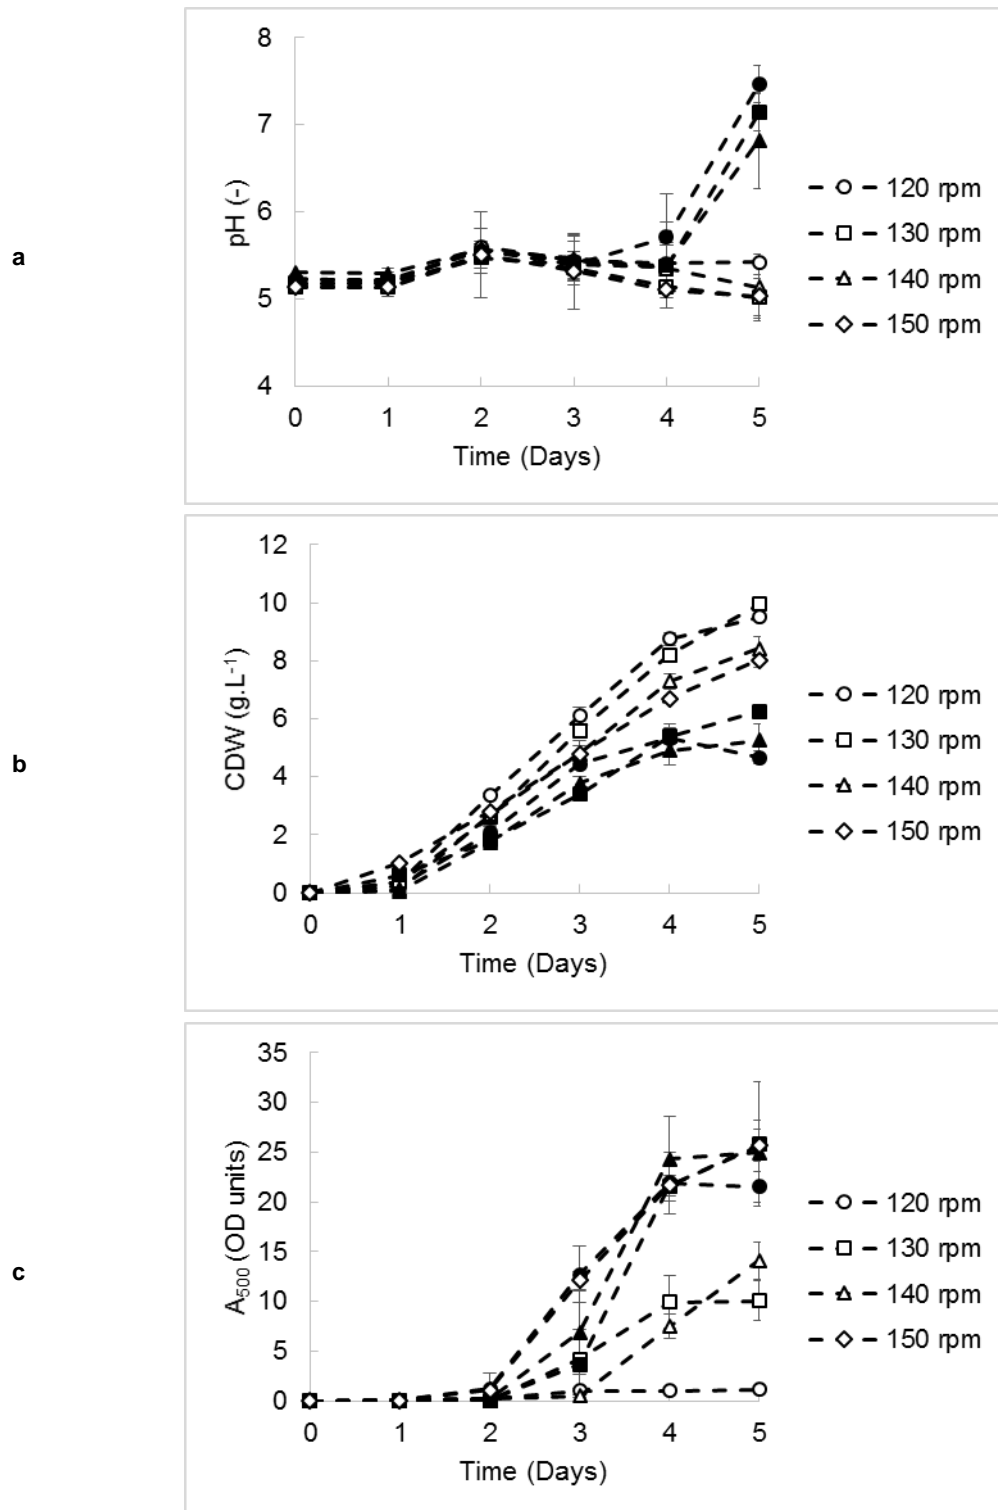 a
pH (-)
8
7
6
5
4
0 1 2 3 4 5
Time (Days)
120 rpm
130 rpm
140 rpm
150 rpm
b
CDW (g.L⁻¹)
12
10
8
6
4
2
0
0 1 2 3 4 5
Time (Days)
120 rpm
130 rpm
140 rpm
150 rpm
c
A₅₀₀ (OD units)
35
30
25
20
15
10
5
0
0 1 2 3 4 5
Time (Days)
120 rpm
130 rpm
140 rpm
150 rpm